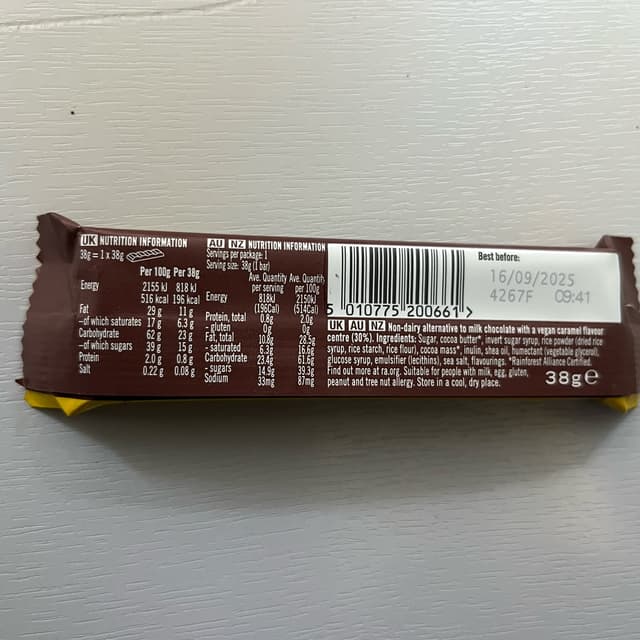 UK NUTRITION INFORMATION
38g = 1 x 38g
Per 100g Per 38g
Energy 2155 kJ 818 kJ
516 kcal 196 kcal
Fat 29 g 11 g
–of which saturates 17 g 6.3 g
Carbohydrate 62 g 23 g
–of which sugars 39 g 15 g
Protein 2.0 g 0.8 g
Salt 0.22 g 0.08 g
AU NZ NUTRITION INFORMATION
Servings per package: 1
Serving size: 38g (1 bar)
Ave. Quantity Ave. Quantity
per serving per 100g
Energy 818kJ 2150kJ
(196Cal) (514Cal)
Protein, total 0.8g 2.0g
- gluten 0g 0g
Fat, total 10.8g 28.5g
- saturated 6.3g 16.6g
Carbohydrate 23.4g 61.6g
- sugars 14.9g 39.3g
Sodium 33mg 87mg
5 010775 200661 >
Best before:
16/09/2025
4267F 09:41
UK AU NZ Non-dairy alternative to milk chocolate with a vegan caramel flavour
centre (30%). Ingredients: Sugar, cocoa butter*, invert sugar syrup, rice powder (dried rice
syrup, rice starch, rice flour), cocoa mass*, inulin, shea oil, humectant (vegetable glycerol),
glucose syrup, emulsifier (lecithins), sea salt, flavourings. *Rainforest Alliance Certified.
Find out more at ra.org. Suitable for people with milk, egg, gluten,
peanut and tree nut allergy. Store in a cool, dry place.
38g e